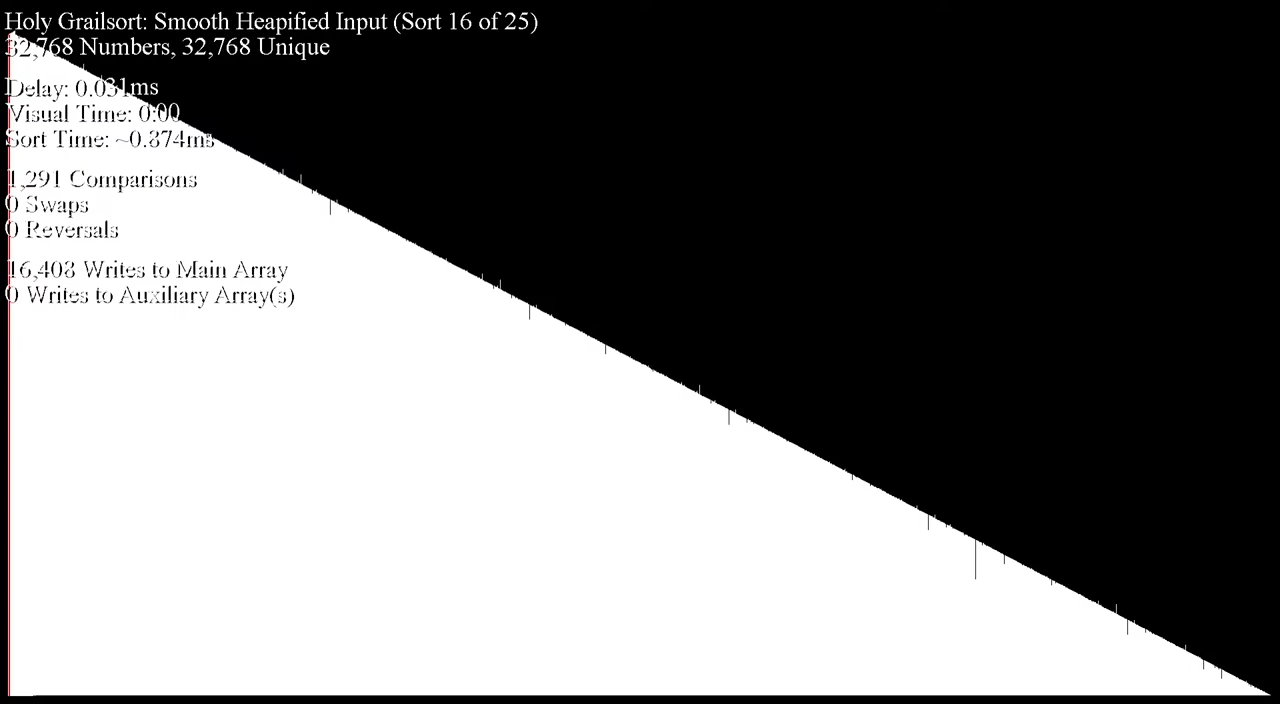 Holy Grailsort: Smooth Heapified Input (Sort 16 of 25)
32,768 Numbers, 32,768 Unique
Delay: 0.031ms
Visual Time: 0:00
Sort Time: ~0.874ms
1,291 Comparisons
0 Swaps
0 Reversals
16,408 Writes to Main Array
0 Writes to Auxiliary Array(s)